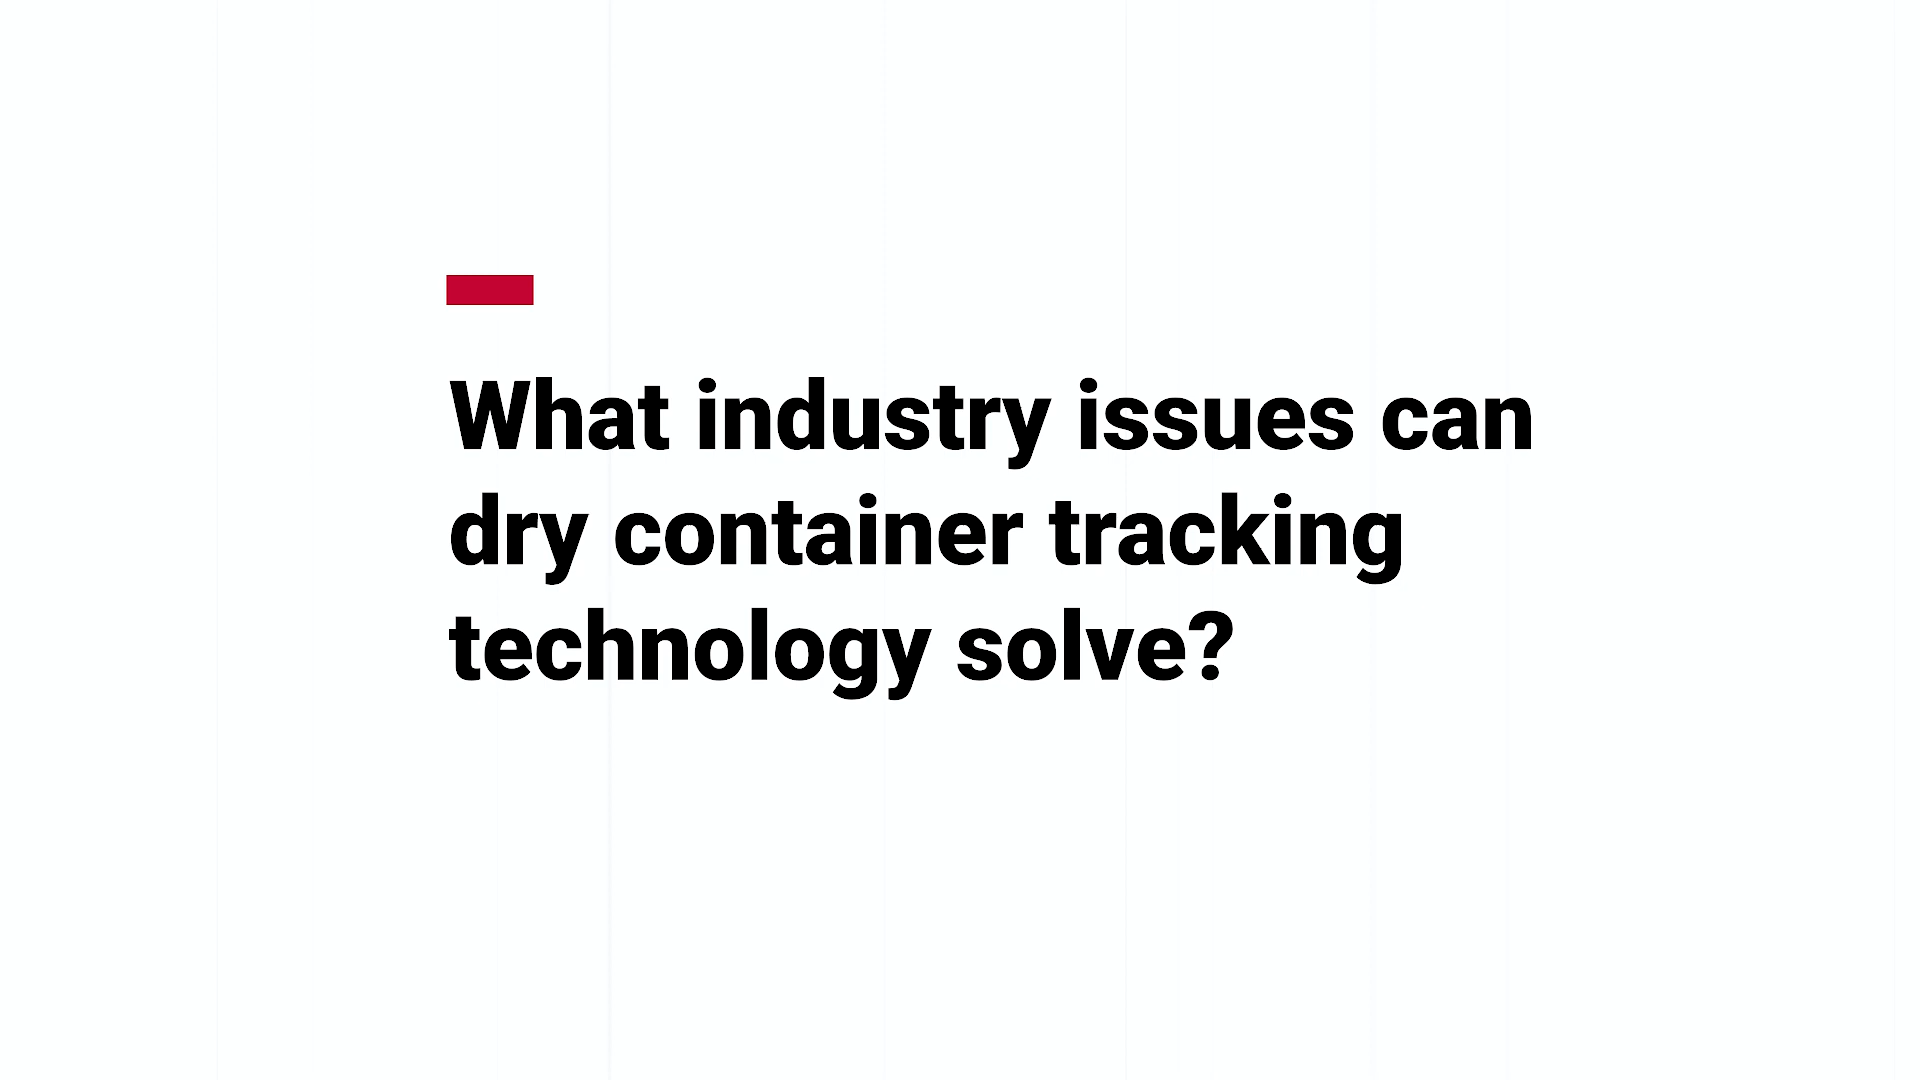 What industry issues can
dry container tracking
technology solve?